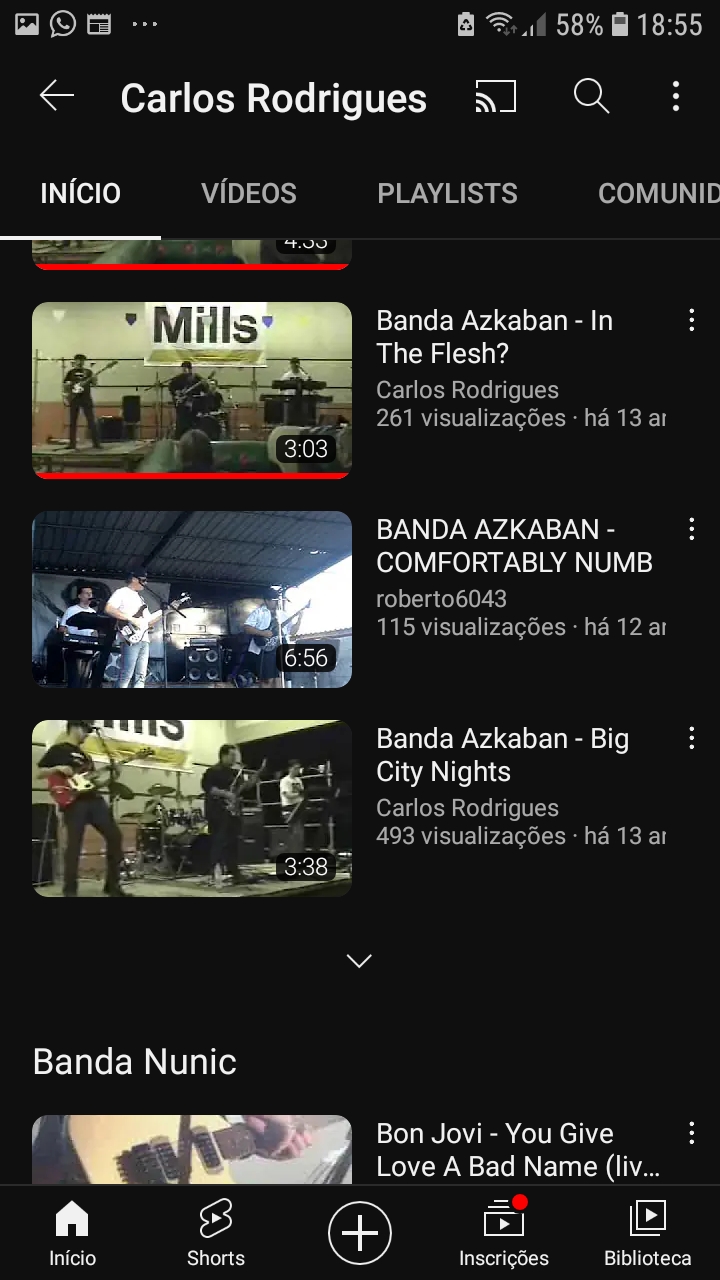 58% 18:55
Carlos Rodrigues
INÍCIO VÍDEOS PLAYLISTS COMUNID
4:33
Mills
3:03
Banda Azkaban - In
The Flesh?
Carlos Rodrigues
261 visualizações · há 13 an
6:56
BANDA AZKABAN -
COMFORTABLY NUMB
roberto6043
115 visualizações · há 12 an
3:38
Banda Azkaban - Big
City Nights
Carlos Rodrigues
493 visualizações · há 13 an
Banda Nunic
Bon Jovi - You Give
Love A Bad Name (liv...
Início Shorts Inscrições Biblioteca